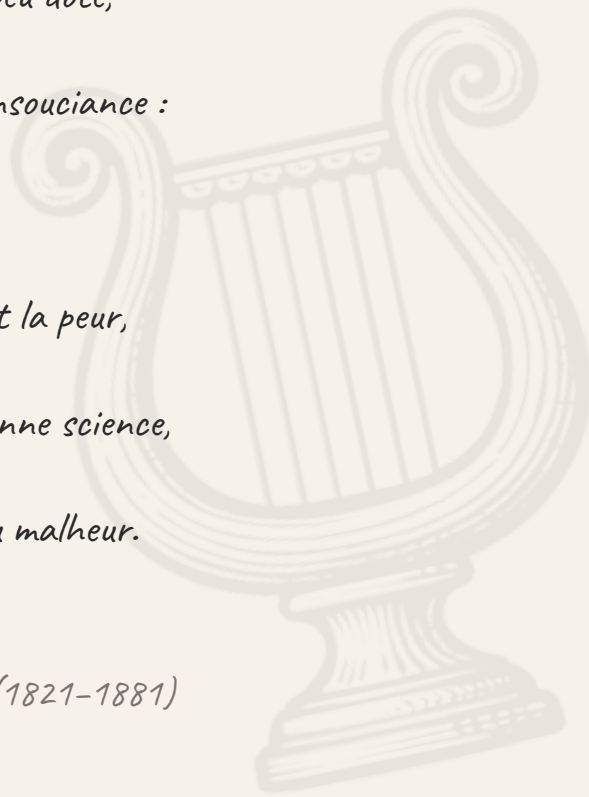 nsouciance :
t la peur,
nne science,
malheur.
(1821–1881)